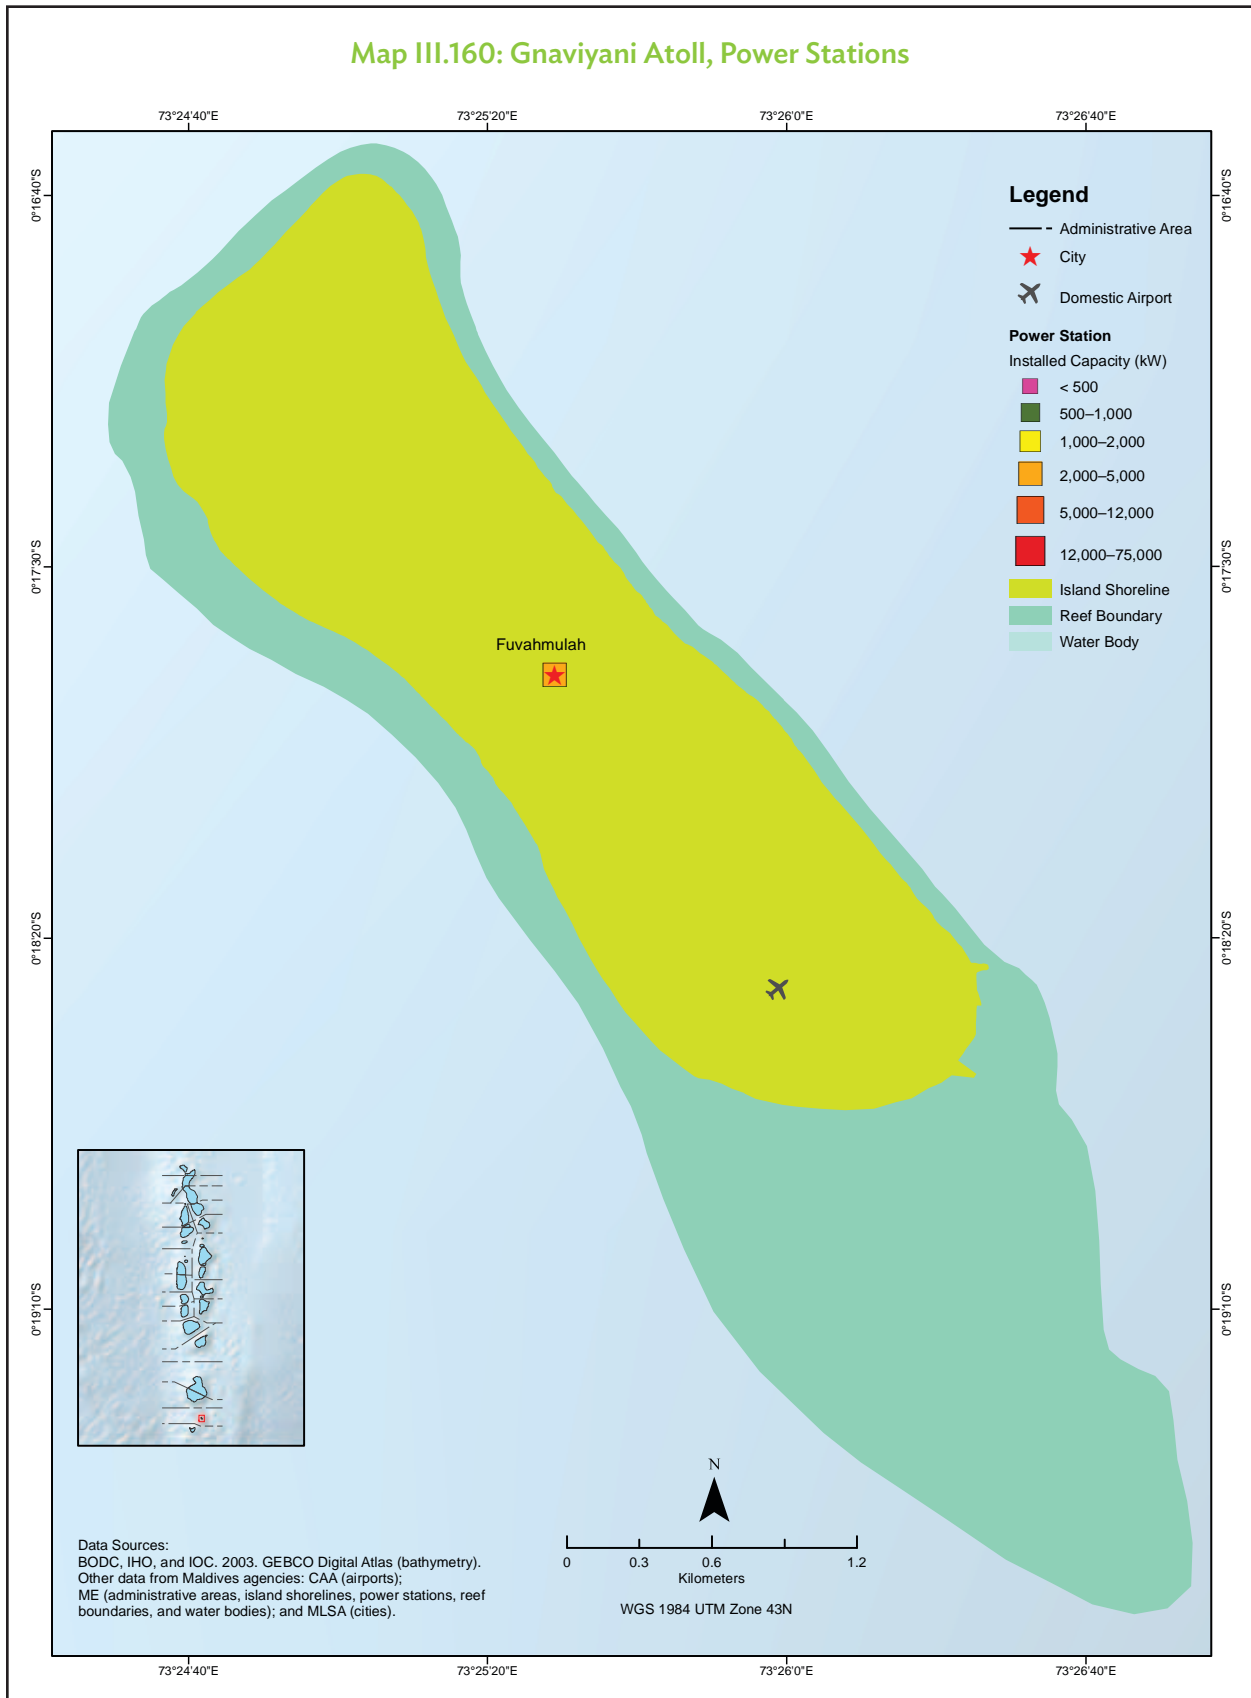 Map III.160: Gnaviyani Atoll, Power Stations
73°24'40"E
73°25'20"E
73°26'0"E
73°26'40"E
0°16'40"S
0°16'40"S
Legend
Administrative Area
City
Domestic Airport
Power Station
Installed Capacity (kW)
< 500
500–1,000
1,000–2,000
2,000–5,000
5,000–12,000
12,000–75,000
Island Shoreline
Reef Boundary
Water Body
0°17'30"S
0°17'30"S
Fuvahmulah
0°18'20"S
0°18'20"S
0°19'10"S
0°19'10"S
N
0 0.3 0.6 1.2
Kilometers
WGS 1984 UTM Zone 43N
Data Sources:
BODC, IHO, and IOC. 2003. GEBCO Digital Atlas (bathymetry).
Other data from Maldives agencies: CAA (airports);
ME (administrative areas, island shorelines, power stations, reef
boundaries, and water bodies); and MLSA (cities).
73°24'40"E
73°25'20"E
73°26'0"E
73°26'40"E